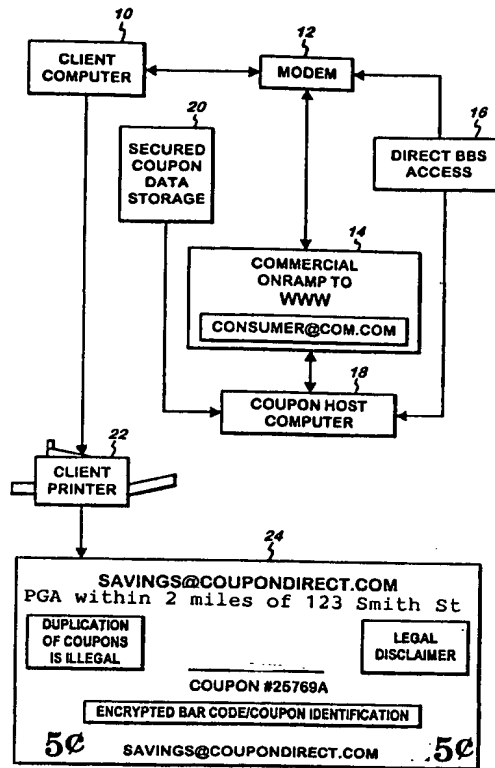 10
CLIENT
COMPUTER
12
MODEM
20
SECURED
COUPON
DATA
STORAGE
16
DIRECT BBS
ACCESS
14
COMMERCIAL
ONRAMP TO
WWW
CONSUMER@COM.COM
18
COUPON HOST
COMPUTER
22
CLIENT
PRINTER
24
SAVINGS@COUPONDIRECT.COM
PGA within 2 miles of 123 Smith St
DUPLICATION
OF COUPONS
IS ILLEGAL
LEGAL
DISCLAIMER
COUPON #25769A
ENCRYPTED BAR CODE/COUPON IDENTIFICATION
5¢ SAVINGS@COUPONDIRECT.COM 5¢